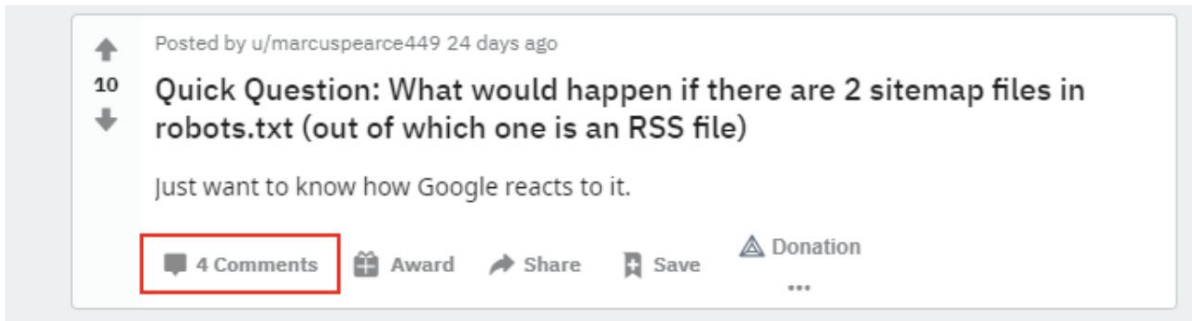 Posted by u/marcuspearce449 24 days ago
10
Quick Question: What would happen if there are 2 sitemap files in
robots.txt (out of which one is an RSS file)
Just want to know how Google reacts to it.
4 Comments Award Share Save Donation